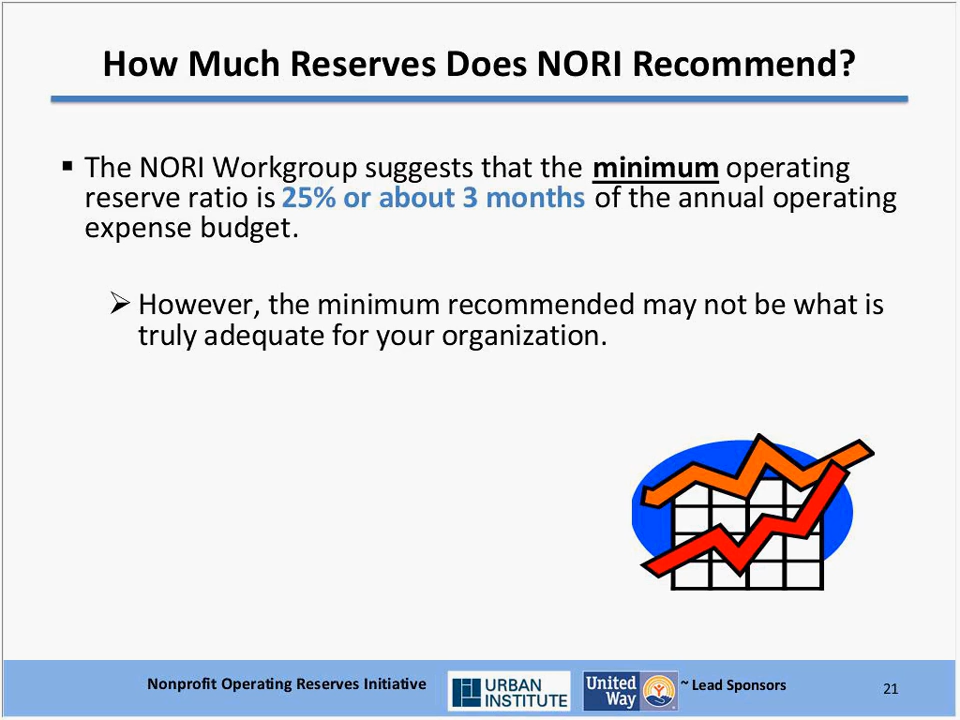 How Much Reserves Does NORI Recommend?
▪ The NORI Workgroup suggests that the minimum operating
reserve ratio is 25% or about 3 months of the annual operating
expense budget.
➢ However, the minimum recommended may not be what is
truly adequate for your organization.
Nonprofit Operating Reserves Initiative
URBAN
INSTITUTE
United
Way
~ Lead Sponsors
21